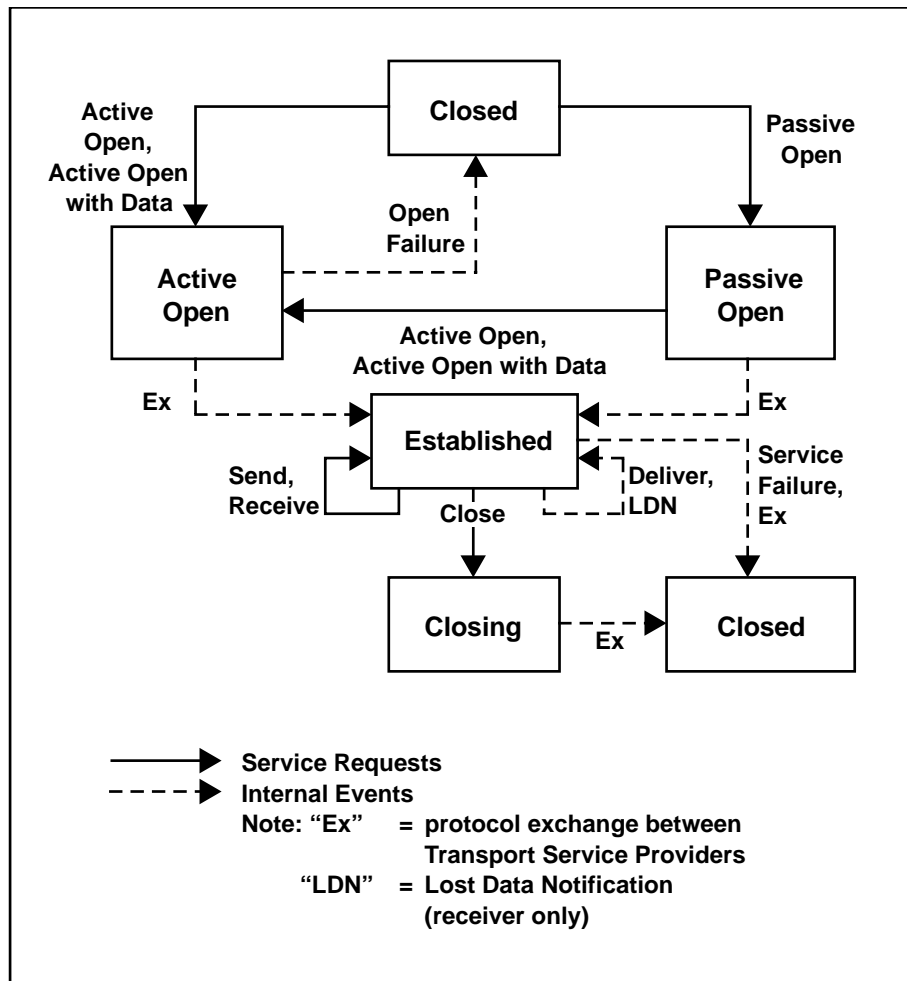 Closed
Active
Open,
Active Open
with Data
Passive
Open
Open
Failure
Active
Open
Passive
Open
Active Open,
Active Open with Data
Ex
Ex
Established
Send,
Receive
Deliver,
LDN
Service
Failure,
Ex
Close
Closing
Ex
Closed
Service Requests
Internal Events
Note: “Ex” = protocol exchange between
Transport Service Providers
“LDN” = Lost Data Notification
(receiver only)